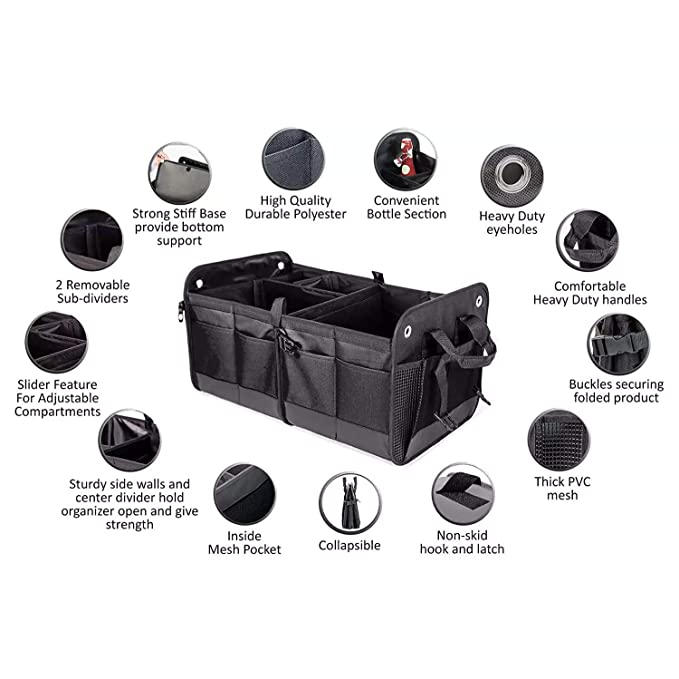 Strong Stiff Base
provide bottom
support
High Quality
Durable Polyester
Convenient
Bottle Section
Heavy Duty
eyeholes
2 Removable
Sub-dividers
Comfortable
Heavy Duty handles
Slider Feature
For Adjustable
Compartments
Buckles securing
folded product
Sturdy side walls and
center divider hold
organizer open and give
strength
Inside
Mesh Pocket
Collapsible
Non-skid
hook and latch
Thick PVC
mesh